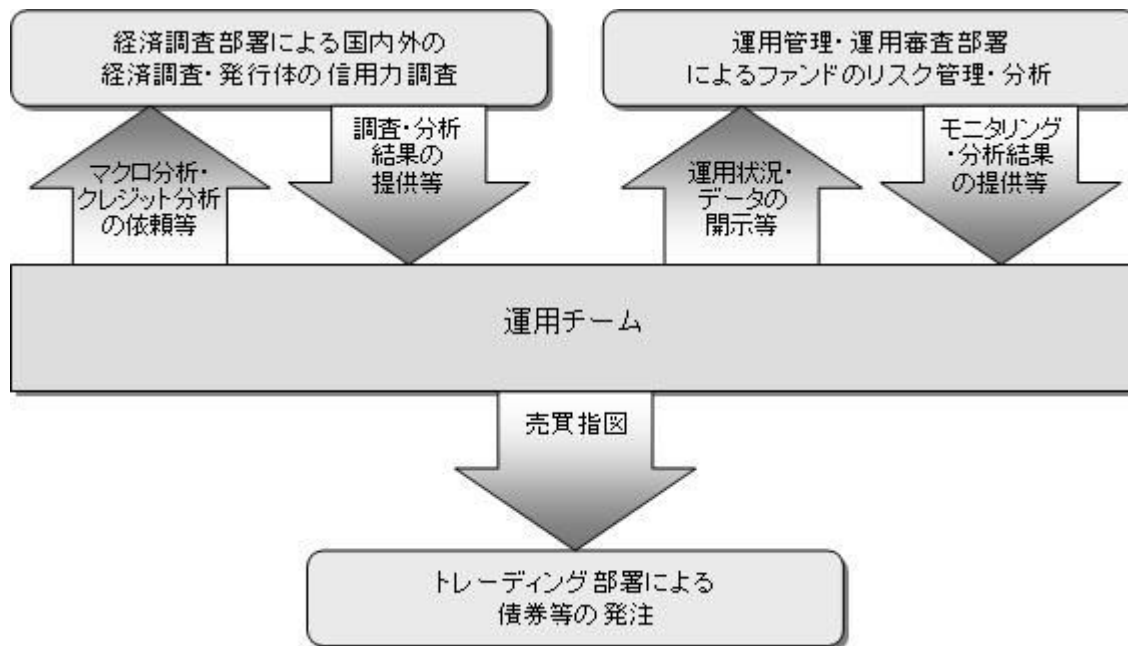 経済調査部署による国内外の
経済調査・発行体の信用力調査
運用管理・運用審査部署
によるファンドのリスク管理・分析
マクロ分析・
クレジット分析
の依頼等
調査・分析
結果の
提供等
運用状況・
データの
開示等
モニタリング
・分析結果
の提供等
運用チーム
売買指図
トレーディング部署による
債券等の発注